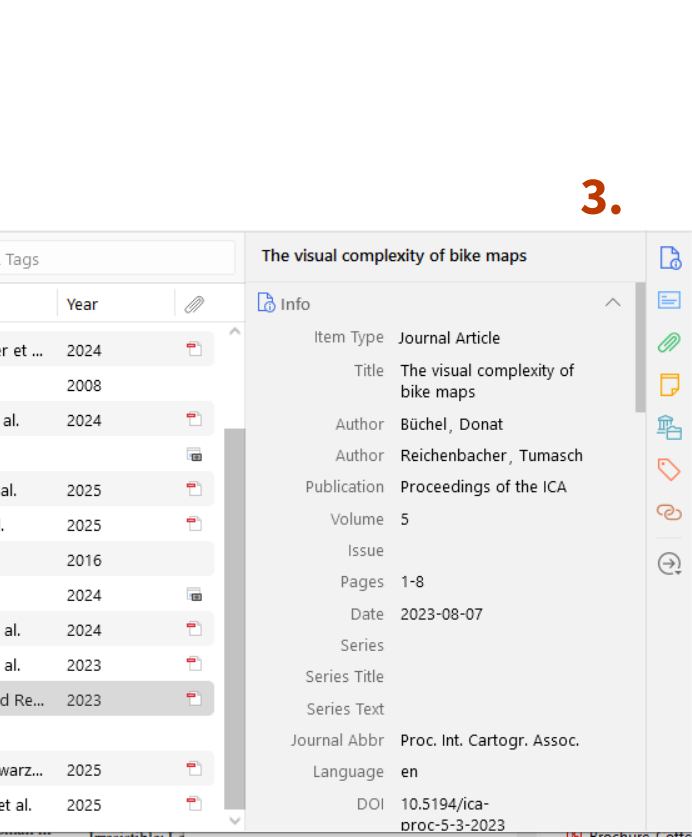 3.
Tags
The visual complexity of bike maps
Year
Info
Item Type Journal Article
Title The visual complexity of
bike maps
Author Büchel, Donat
Author Reichenbacher, Tumasch
Publication Proceedings of the ICA
Volume 5
Issue
Pages 1-8
Date 2023-08-07
Series
Series Title
Series Text
Journal Abbr Proc. Int. Cartogr. Assoc.
Language en
DOI 10.5194/ica-
proc-5-3-2023
er et ... 2024
2008
al. 2024
al. 2025
. 2025
2016
2024
al. 2024
al. 2023
d Re... 2023
warz... 2025
et al. 2025